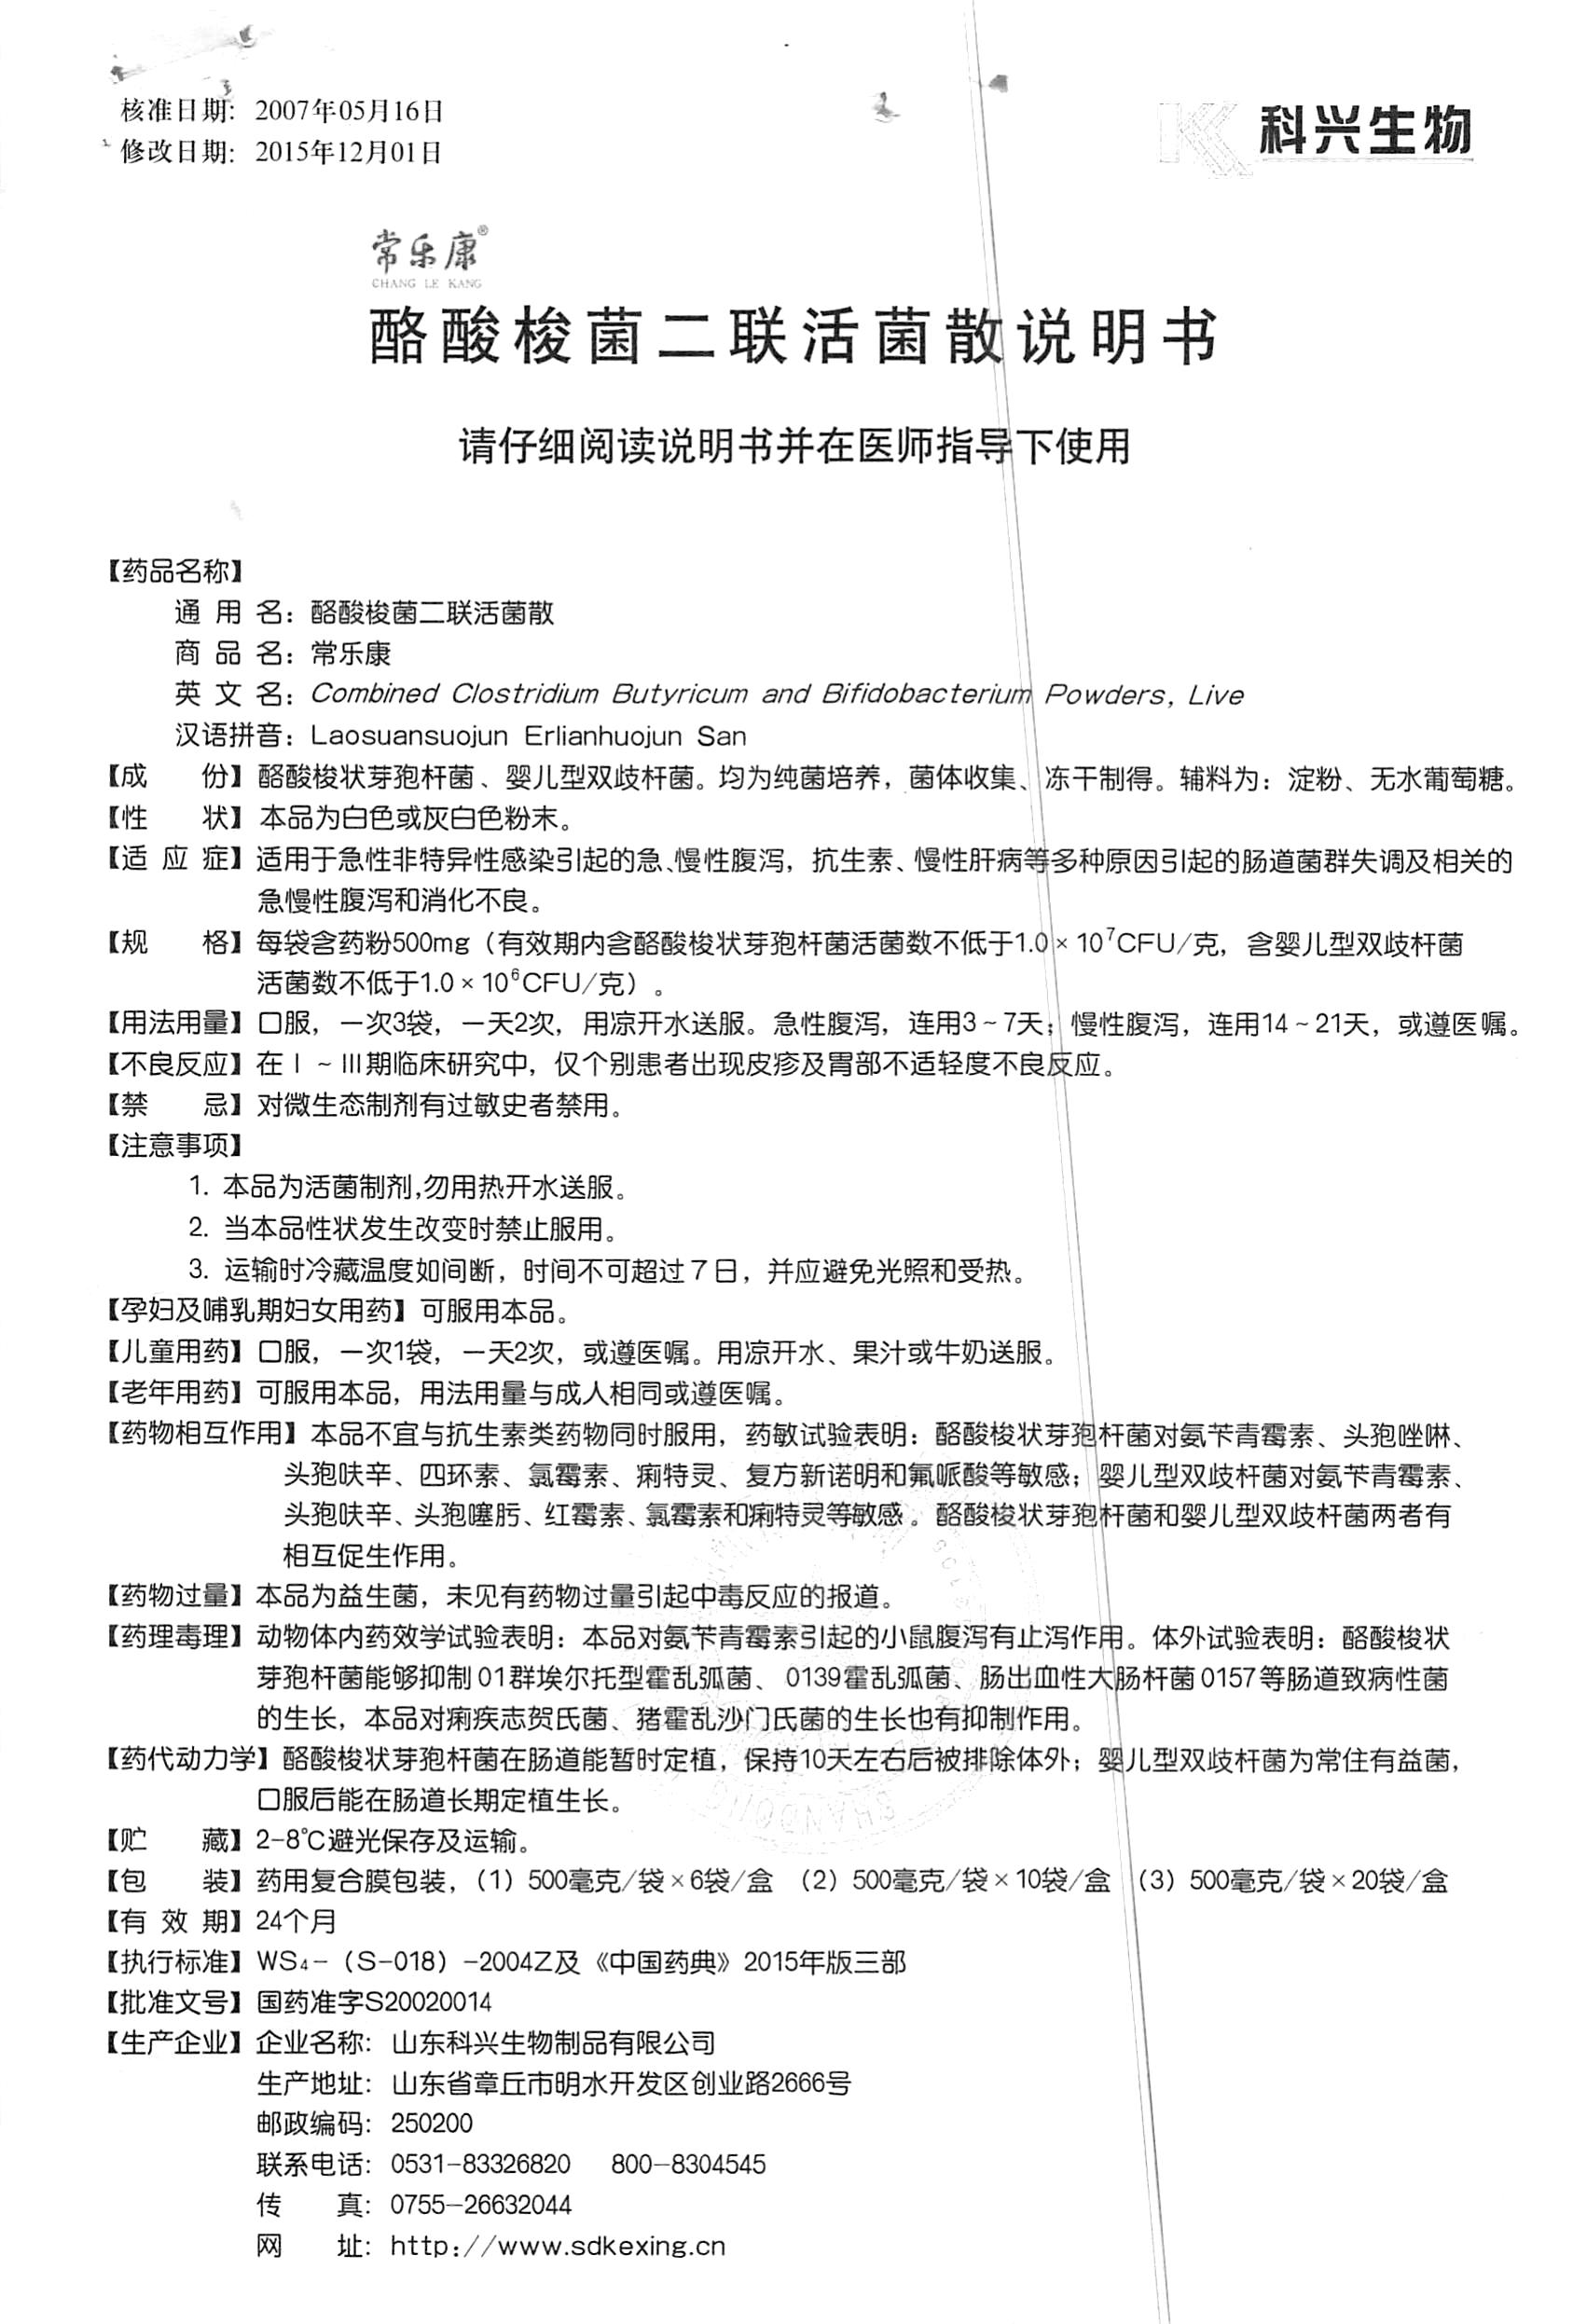 核准日期：2007年05月16日
修改日期：2015年12月01日
科兴生物
常乐康®
CHANG LE KANG
酪酸梭菌二联活菌散说明书
请仔细阅读说明书并在医师指导下使用
【药品名称】
通 用 名：酪酸梭菌二联活菌散
商 品 名：常乐康
英 文 名：Combined Clostridium Butyricum and Bifidobacterium Powders, Live
汉语拼音：Laosuansuojun Erlianhuojun San
【成 份】酪酸梭状芽孢杆菌、婴儿型双歧杆菌。均为纯菌培养，菌体收集、冻干制得。辅料为：淀粉、无水葡萄糖。
【性 状】本品为白色或灰白色粉末。
【适 应 症】适用于急性非特异性感染引起的急、慢性腹泻，抗生素、慢性肝病等多种原因引起的肠道菌群失调及相关的
急慢性腹泻和消化不良。
【规 格】每袋含药粉500mg（有效期内含酪酸梭状芽孢杆菌活菌数不低于1.0×10⁷CFU/克，含婴儿型双歧杆菌
活菌数不低于1.0×10⁶CFU/克）。
【用法用量】口服，一次3袋，一天2次，用凉开水送服。急性腹泻，连用3～7天；慢性腹泻，连用14～21天，或遵医嘱。
【不良反应】在Ⅰ～Ⅲ期临床研究中，仅个别患者出现皮疹及胃部不适轻度不良反应。
【禁 忌】对微生态制剂有过敏史者禁用。
【注意事项】
1. 本品为活菌制剂,勿用热开水送服。
2. 当本品性状发生改变时禁止服用。
3. 运输时冷藏温度如间断，时间不可超过7日，并应避免光照和受热。
【孕妇及哺乳期妇女用药】可服用本品。
【儿童用药】口服，一次1袋，一天2次，或遵医嘱。用凉开水、果汁或牛奶送服。
【老年用药】可服用本品，用法用量与成人相同或遵医嘱。
【药物相互作用】本品不宜与抗生素类药物同时服用，药敏试验表明：酪酸梭状芽孢杆菌对氨苄青霉素、头孢唑啉、
头孢呋辛、四环素、氯霉素、痢特灵、复方新诺明和氟哌酸等敏感；婴儿型双歧杆菌对氨苄青霉素、
头孢呋辛、头孢噻肟、红霉素、氯霉素和痢特灵等敏感。酪酸梭状芽孢杆菌和婴儿型双歧杆菌两者有
相互促生作用。
【药物过量】本品为益生菌，未见有药物过量引起中毒反应的报道。
【药理毒理】动物体内药效学试验表明：本品对氨苄青霉素引起的小鼠腹泻有止泻作用。体外试验表明：酪酸梭状
芽孢杆菌能够抑制01群埃尔托型霍乱弧菌、0139霍乱弧菌、肠出血性大肠杆菌0157等肠道致病性菌
的生长，本品对痢疾志贺氏菌、猪霍乱沙门氏菌的生长也有抑制作用。
【药代动力学】酪酸梭状芽孢杆菌在肠道能暂时定植，保持10天左右后被排除体外；婴儿型双歧杆菌为常住有益菌，
口服后能在肠道长期定植生长。
【贮 藏】2-8℃避光保存及运输。
【包 装】药用复合膜包装，（1）500毫克/袋×6袋/盒 （2）500毫克/袋×10袋/盒 （3）500毫克/袋×20袋/盒
【有 效 期】24个月
【执行标准】WS₄-（S-018）-2004Z及《中国药典》2015年版三部
【批准文号】国药准字S20020014
【生产企业】企业名称：山东科兴生物制品有限公司
生产地址：山东省章丘市明水开发区创业路2666号
邮政编码：250200
联系电话：0531-83326820 800-8304545
传 真：0755-26632044
网 址：http://www.sdkexing.cn